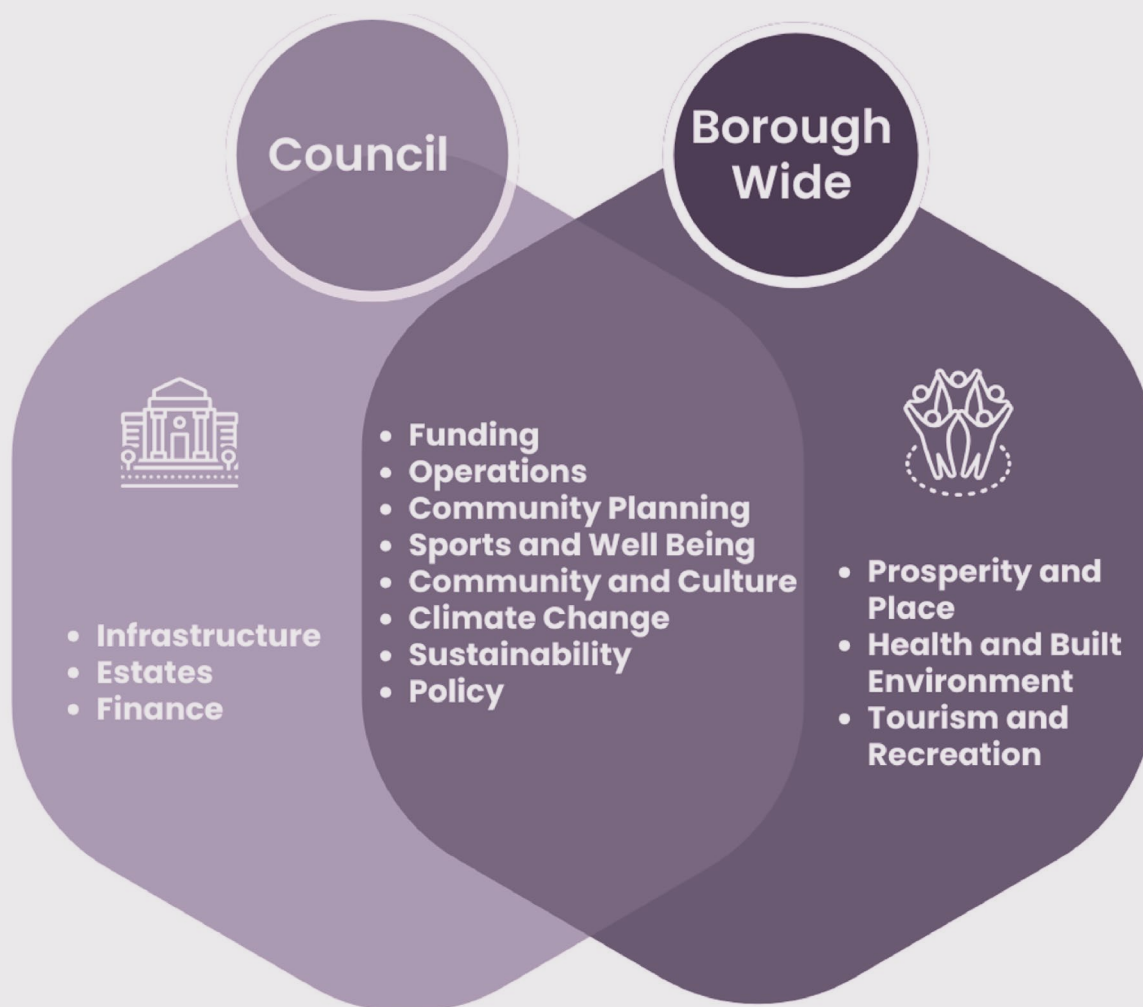 Council
Borough
Wide
• Funding
• Operations
• Community Planning
• Sports and Well Being
• Community and Culture
• Climate Change
• Sustainability
• Policy
• Infrastructure
• Estates
• Finance
• Prosperity and
Place
• Health and Built
Environment
• Tourism and
Recreation